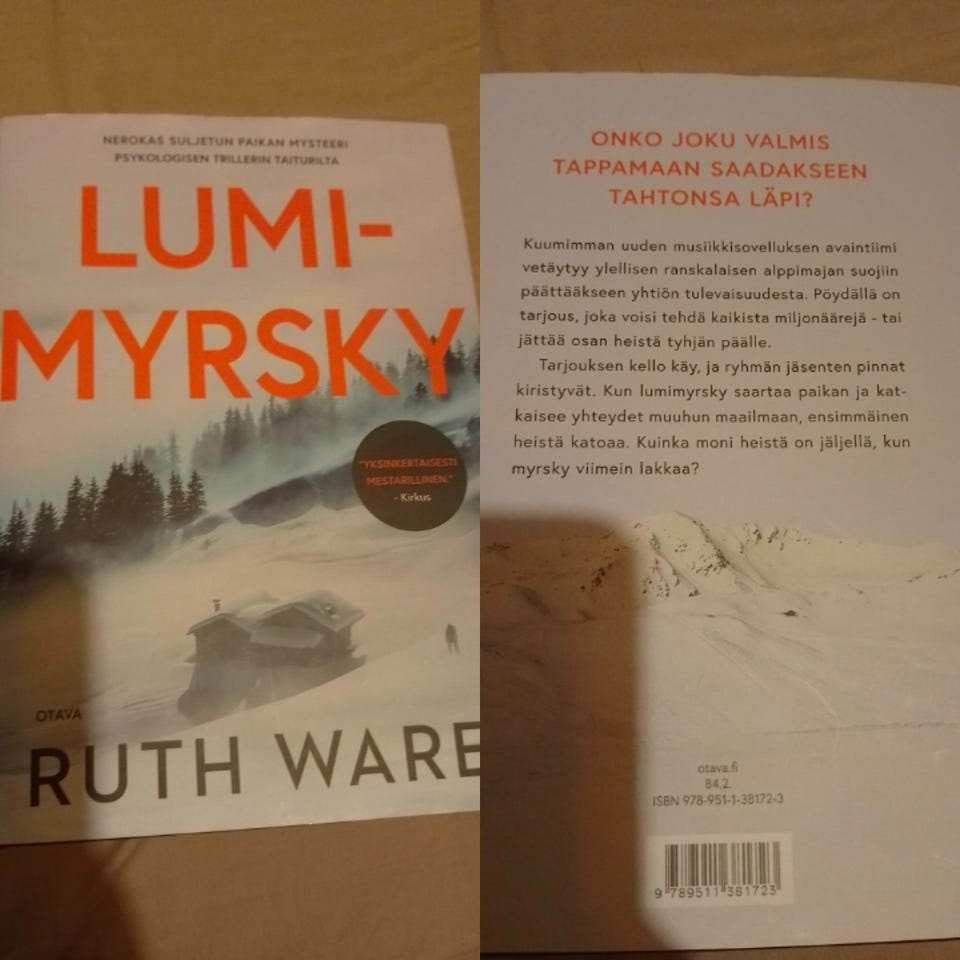 NEROKAS SULJETUN PAIKAN MYSTEERI
PSYKOLOGISEN TRILLERIN TAITURILTA
LUMI-
MYRSKY
"YKSINKERTAISESTI
MESTARILLINEN."
- Kirkus
OTAVA
RUTH WARE
ONKO JOKU VALMIS
TAPPAMAAN SAADAKSEEN
TAHTONSA LÄPI?
Kuumimman uuden musiikkisovelluksen avaintiimi
vetäytyy ylellisen ranskalaisen alppimajan suojiin
päättääkseen yhtiön tulevaisuudesta. Pöydällä on
tarjous, joka voisi tehdä kaikista miljonäärejä - tai
jättää osan heistä tyhjän päälle.
Tarjouksen kello käy, ja ryhmän jäsenten pinnat
kiristyvät. Kun lumimyrsky saartaa paikan ja kat-
kaisee yhteydet muuhun maailmaan, ensimmäinen
heistä katoaa. Kuinka moni heistä on jäljellä, kun
myrsky viimein lakkaa?
otava.fi
84.2.
ISBN 978-951-1-38172-3
9 789511 381723